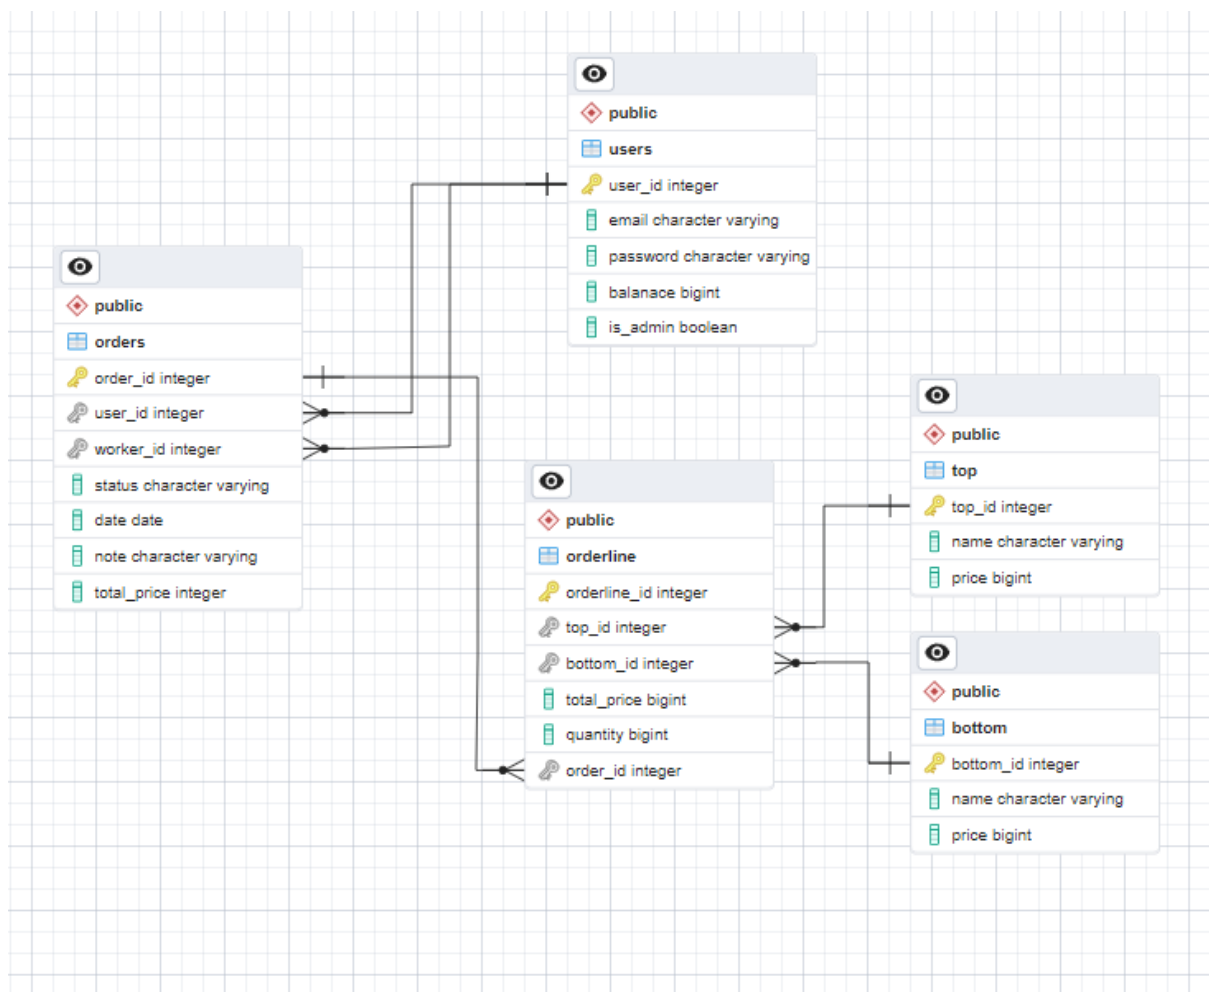 public
users
user_id integer
email character varying
password character varying
balanace bigint
is_admin boolean
public
orders
order_id integer
user_id integer
worker_id integer
status character varying
date date
note character varying
total_price integer
public
orderline
orderline_id integer
top_id integer
bottom_id integer
total_price bigint
quantity bigint
order_id integer
public
top
top_id integer
name character varying
price bigint
public
bottom
bottom_id integer
name character varying
price bigint